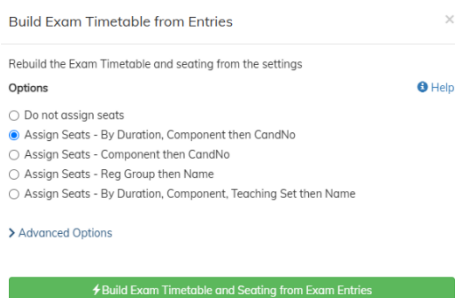 Build Exam Timetable from Entries
×
Rebuild the Exam Timetable and seating from the settings
Options
Help
Do not assign seats
Assign Seats - By Duration, Component then CandNo
Assign Seats - Component then CandNo
Assign Seats - Reg Group then Name
Assign Seats - By Duration, Component, Teaching Set then Name
Advanced Options
Build Exam Timetable and Seating from Exam Entries